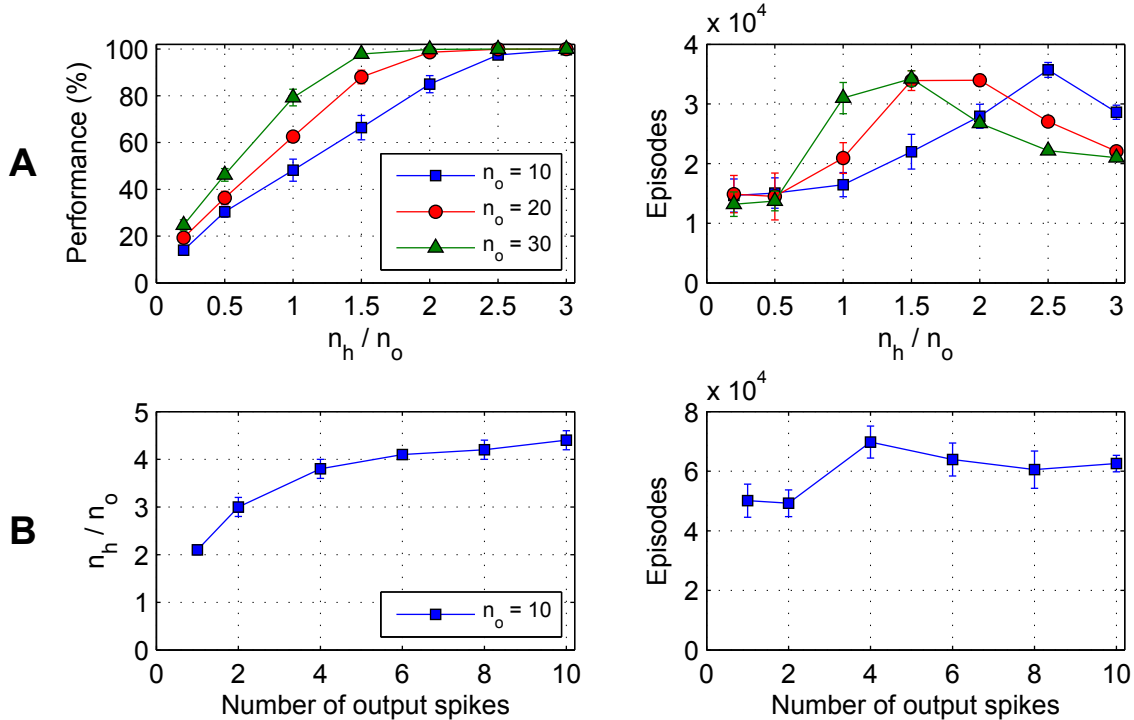 A
Performance (%)
100
80
60
40
20
0
0 0.5 1 1.5 2 2.5 3
n_h / n_o
n_o = 10
n_o = 20
n_o = 30
x 10^4
Episodes
4
3
2
1
0
0 0.5 1 1.5 2 2.5 3
n_h / n_o
B
n_h / n_o
5
4
3
2
1
0
0 2 4 6 8 10
Number of output spikes
n_o = 10
x 10^4
Episodes
8
6
4
2
0
0 2 4 6 8 10
Number of output spikes